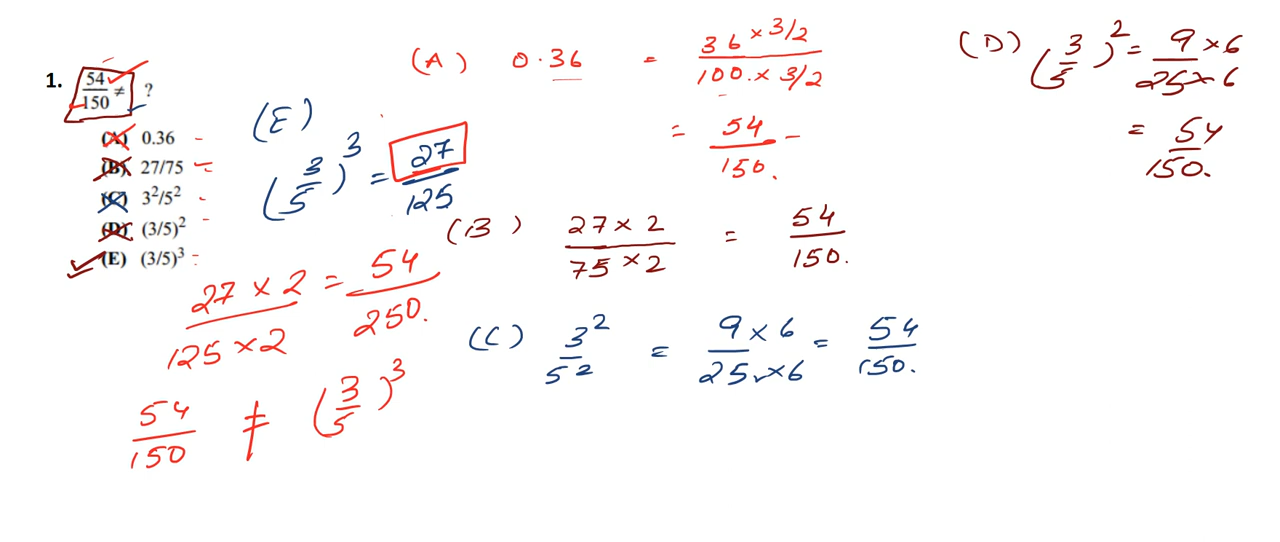 1. 54/150 ≠ ?
(A) 0.36
(B) 27/75
(C) 3²/5²
(D) (3/5)²
(E) (3/5)³
(A) 0.36 = 36 × 3/2 / 100. × 3/2
= 54/150.
(B) 27 × 2 / 75 × 2 = 54/150.
(C) 3²/5² = 9 × 6 / 25 × 6 = 54/150.
(D) (3/5)² = 9 × 6 / 25 × 6
= 54/150.
(E)
(3/5)³ = 27/125
27 × 2 / 125 × 2 = 54/250.
54/150 ≠ (3/5)³